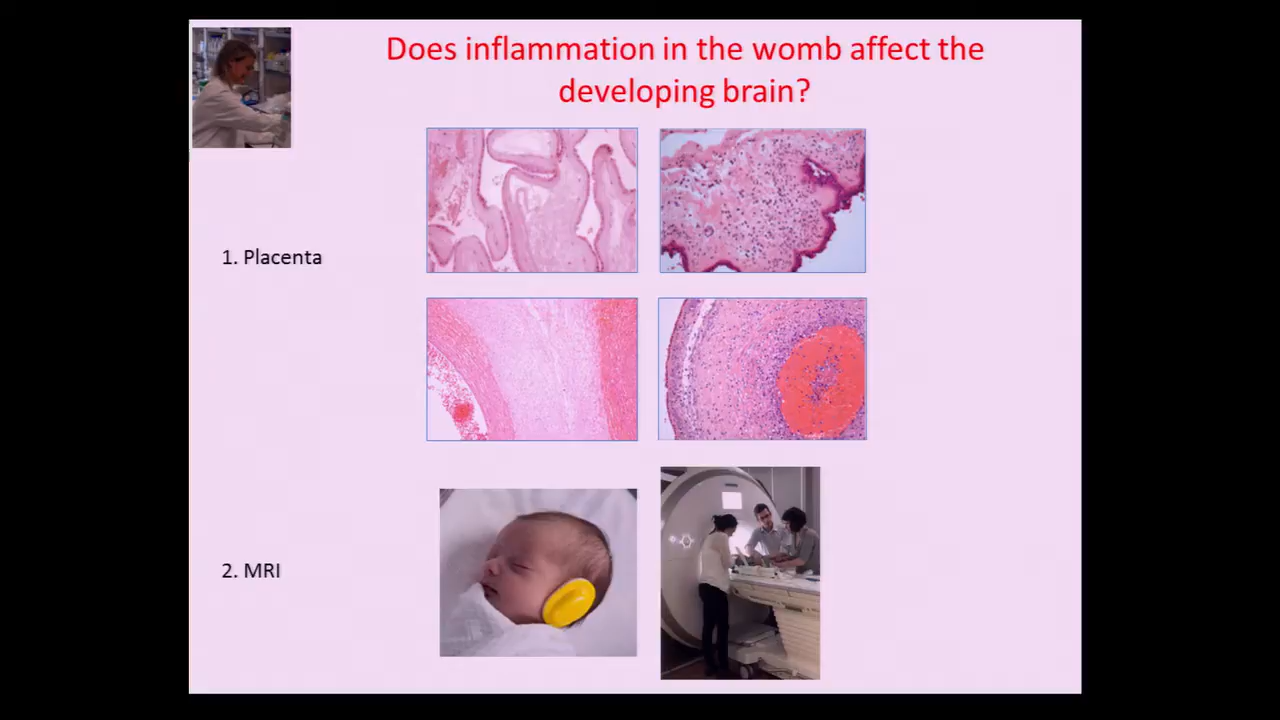 Does inflammation in the womb affect the
developing brain?
1. Placenta
2. MRI